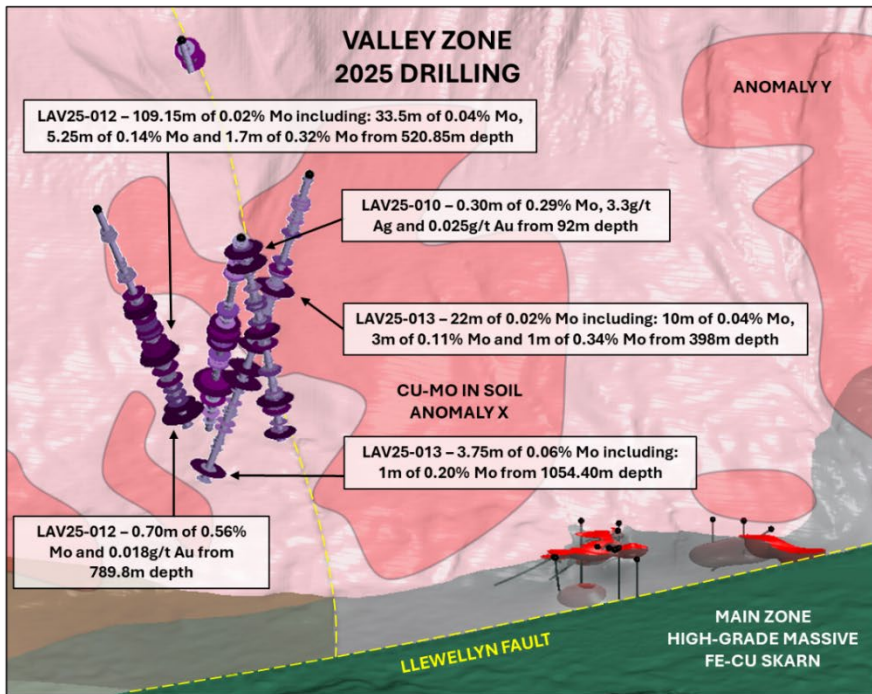 VALLEY ZONE
2025 DRILLING
ANOMALY Y
LAV25-012 – 109.15m of 0.02% Mo including: 33.5m of 0.04% Mo,
5.25m of 0.14% Mo and 1.7m of 0.32% Mo from 520.85m depth
LAV25-010 – 0.30m of 0.29% Mo, 3.3g/t
Ag and 0.025g/t Au from 92m depth
LAV25-013 – 22m of 0.02% Mo including: 10m of 0.04% Mo,
3m of 0.11% Mo and 1m of 0.34% Mo from 398m depth
CU-MO IN SOIL
ANOMALY X
LAV25-013 – 3.75m of 0.06% Mo including:
1m of 0.20% Mo from 1054.40m depth
LAV25-012 – 0.70m of 0.56%
Mo and 0.018g/t Au from
789.8m depth
LLEWELLYN FAULT
MAIN ZONE
HIGH-GRADE MASSIVE
FE-CU SKARN